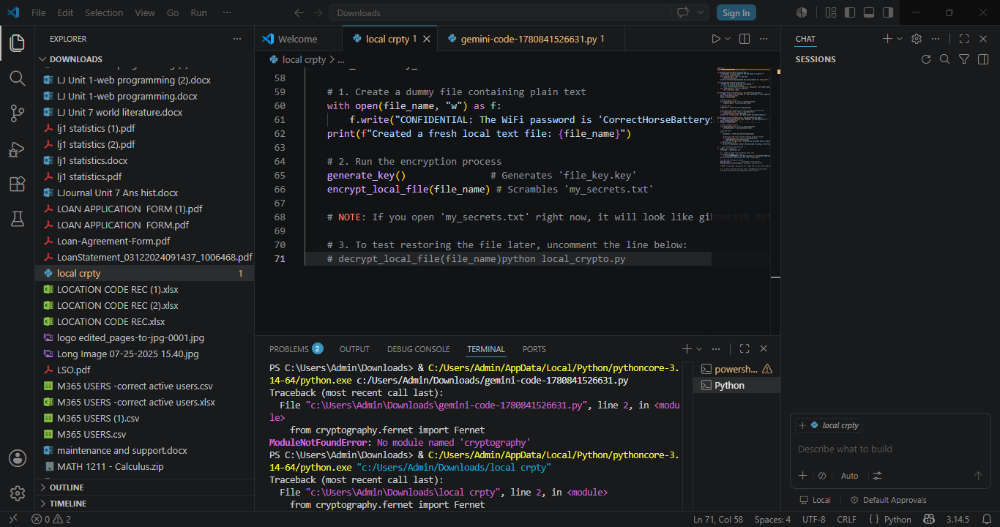 File Edit Selection View Go Run ···
Downloads
Sign In
EXPLORER
DOWNLOADS
LJ Unit 1-web programming (2).docx
LJ Unit 1-web programming.docx
LJ Unit 7 world literature.docx
lj1 statistics (1).pdf
lj1 statistics (2).pdf
lj1 statistics.docx
lj1 statistics.pdf
LJournal Unit 7 Ans hist.docx
LOAN APPLICATION  FORM (1).pdf
LOAN APPLICATION  FORM.pdf
Loan-Agreement-Form.pdf
LoanStatement_03122024091437_1006468.pdf
local crpty 1
LOCATION CODE REC (1).xlsx
LOCATION CODE REC (2).xlsx
LOCATION CODE REC.xlsx
logo edited_pages-to-jpg-0001.jpg
Long Image 07-25-2025 15.40.jpg
LSO.pdf
M365 USERS -correct active users.csv
M365 USERS -correct active users.xlsx
M365 USERS (1).csv
M365 USERS.csv
maintenance and support.docx
MATH 1211 - Calculus.zip
OUTLINE
TIMELINE
Welcome
local crpty 1
gemini-code-1780841526631.py 1
local crpty > ...
58
59 # 1. Create a dummy file containing plain text
60 with open(file_name, "w") as f:
61 f.write("CONFIDENTIAL: The WiFi password is 'CorrectHorseBattery
62 print(f"Created a fresh local text file: {file_name}")
63
64 # 2. Run the encryption process
65 generate_key() # Generates 'file_key.key'
66 encrypt_local_file(file_name) # Scrambles 'my_secrets.txt'
67
68 # NOTE: If you open 'my_secrets.txt' right now, it will look like gibberish byt
69
70 # 3. To test restoring the file later, uncomment the line below:
71 # decrypt_local_file(file_name)python local_crypto.py
PROBLEMS 2 OUTPUT DEBUG CONSOLE TERMINAL PORTS
PS C:\Users\Admin\Downloads> & C:/Users/Admin/AppData/Local/Python/pythoncore-3.
14-64/python.exe c:/Users/Admin/Downloads/gemini-code-1780841526631.py
Traceback (most recent call last):
File "c:\Users\Admin\Downloads\gemini-code-1780841526631.py", line 2, in <modu
le>
from cryptography.fernet import Fernet
ModuleNotFoundError: No module named 'cryptography'
PS C:\Users\Admin\Downloads> & C:/Users/Admin/AppData/Local/Python/pythoncore-3.
14-64/python.exe "c:/Users/Admin/Downloads/local crpty"
Traceback (most recent call last):
File "c:\Users\Admin\Downloads\local crpty", line 2, in <module>
from cryptography.fernet import Fernet
powersh...
Python
CHAT
SESSIONS
local crpty
Describe what to build
Auto
Local
Default Approvals
0 2
Ln 71, Col 58 Spaces: 4 UTF-8 CRLF { } Python 3.14.5